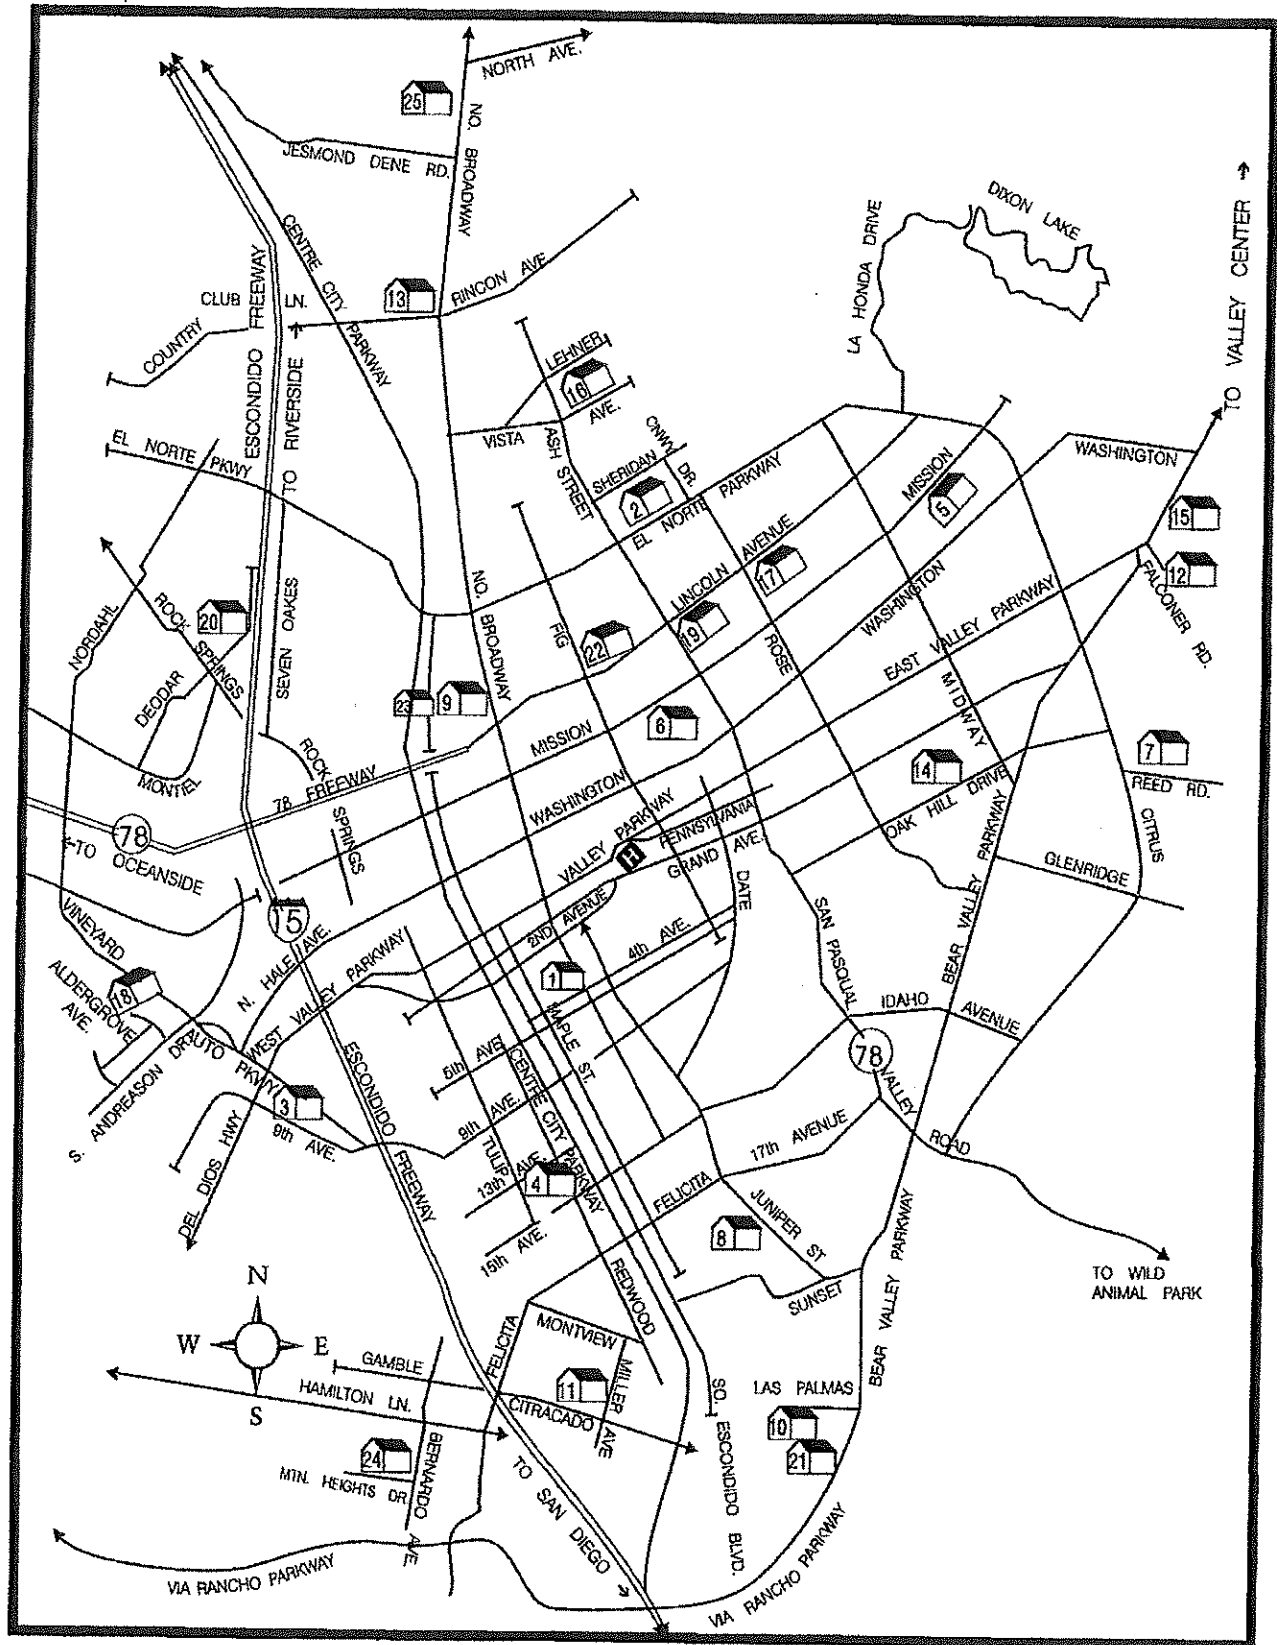 NORTH AVE.
25
NO. BROADWAY
JESMOND DENE RD.
DIXON LAKE
LA HONDA DRIVE
TO VALLEY CENTER
CENTRE CITY PARKWAY
ESCONDIDO FREEWAY
CLUB LN.
COUNTRY
13
RINCON AVE
TO RIVERSIDE
LEHNER
16
AVE.
VISTA
ASH STREET
CNWY DR.
SHERIDAN
2
EL NORTE PARKWAY
EL NORTE PKWY
MISSION
5
WASHINGTON
15
12
FALCONER RD.
LINCOLN AVENUE
17
19
22
FIG
ROSE
WASHINGTON
EAST VALLEY PARKWAY
MIDWAY
NO. BROADWAY
NORDAHL
ROCK SPRINGS
20
SEVEN OAKES
DEODAR
MONTIEL
23
9
6
MISSION
14
7
REED RD.
ROCK SPRINGS
78 FREEWAY
78
TO OCEANSIDE
WASHINGTON
VALLEY PARKWAY
PENNSYLVANIA
H
GRAND AVE.
OAK HILL DRIVE
CITRUS
GLENRIDGE
BEAR VALLEY PARKWAY
DATE
2ND AVENUE
4th AVE.
SAN PASQUAL
VALLEY
ROAD
78
IDAHO AVENUE
15
N. HALE AVE.
WEST VALLEY PARKWAY
VINEYARD
ALDERGROVE AVE.
18
S. ANDREASON DR.
AUTO PKWY
3
9th AVE.
DEL DIOS HWY
ESCONDIDO FREEWAY
1
MAPLE ST.
5th AVE
CENTRE CITY PARKWAY
9th AVE.
TULIP
13th AVE.
4
15th AVE.
17th AVENUE
FELICITA
JUNIPER ST
8
SUNSET
BEAR VALLEY PARKWAY
TO WILD
ANIMAL PARK
REDWOOD
N
W
E
S
FELICITA
MONTVIEW
MILLER AVE
GAMBLE
HAMILTON LN.
11
CITRACADO
LAS PALMAS
10
21
SO. ESCONDIDO BLVD.
24
MTN. HEIGHTS DR
BERNARDO AVE
TO SAN DIEGO
VIA RANCHO PARKWAY
VIA RANCHO PARKWAY